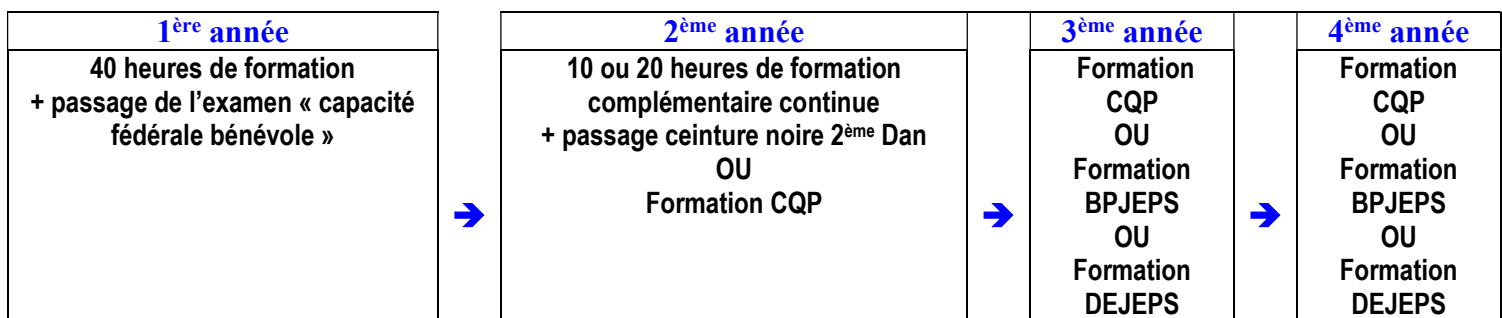 1ère année
40 heures de formation
+ passage de l’examen « capacité
fédérale bénévole »
➔
2ème année
10 ou 20 heures de formation
complémentaire continue
+ passage ceinture noire 2ème Dan
OU
Formation CQP
➔
3ème année
Formation
CQP
OU
Formation
BPJEPS
OU
Formation
DEJEPS
➔
4ème année
Formation
CQP
OU
Formation
BPJEPS
OU
Formation
DEJEPS